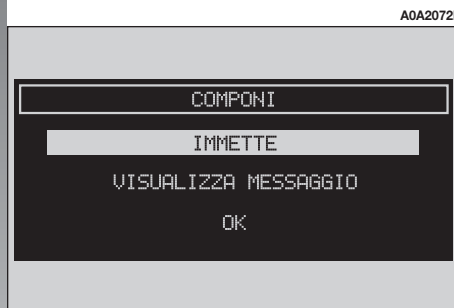 A0A2072
COMPONI
IMMETTE
VISUALIZZA MESSAGGIO
OK